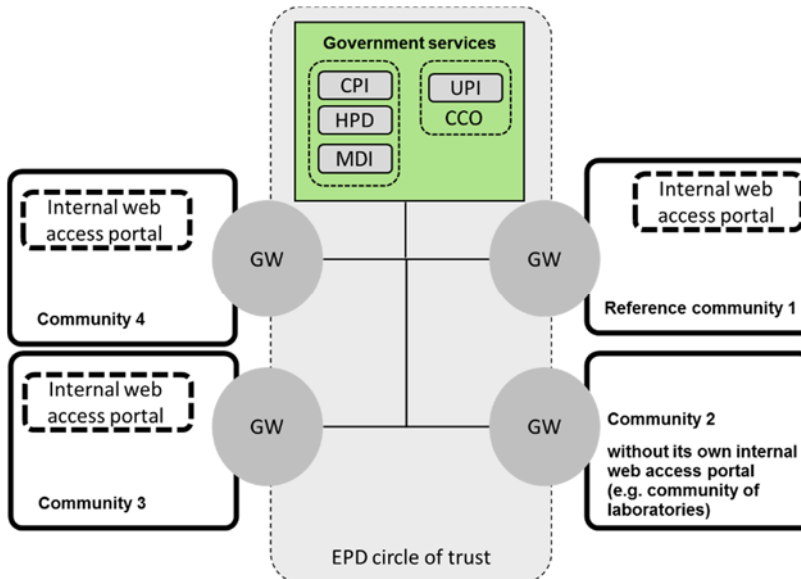 Government services
CPI
HPD
MDI
UPI
CCO
Internal web
access portal
Community 4
GW
GW
Internal web
access portal
Reference community 1
Internal web
access portal
Community 3
GW
GW
Community 2
without its own internal
web access portal
(e.g. community of
laboratories)
EPD circle of trust